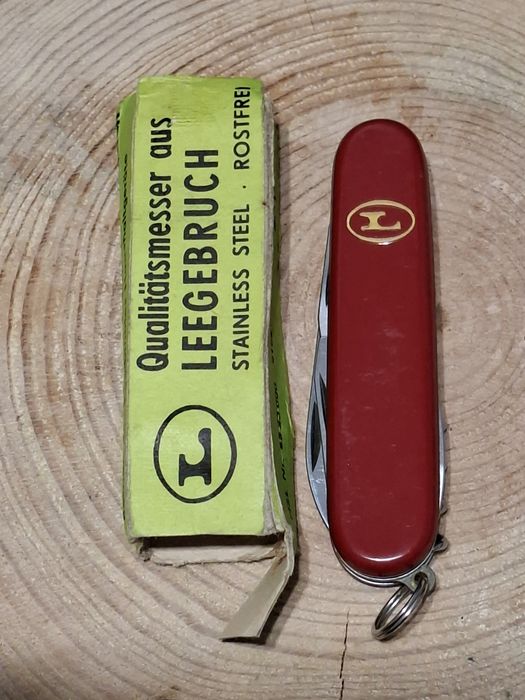 Qualitätsmesser aus
LEEGEBRUCH
STAINLESS STEEL · ROSTFREI
L
L